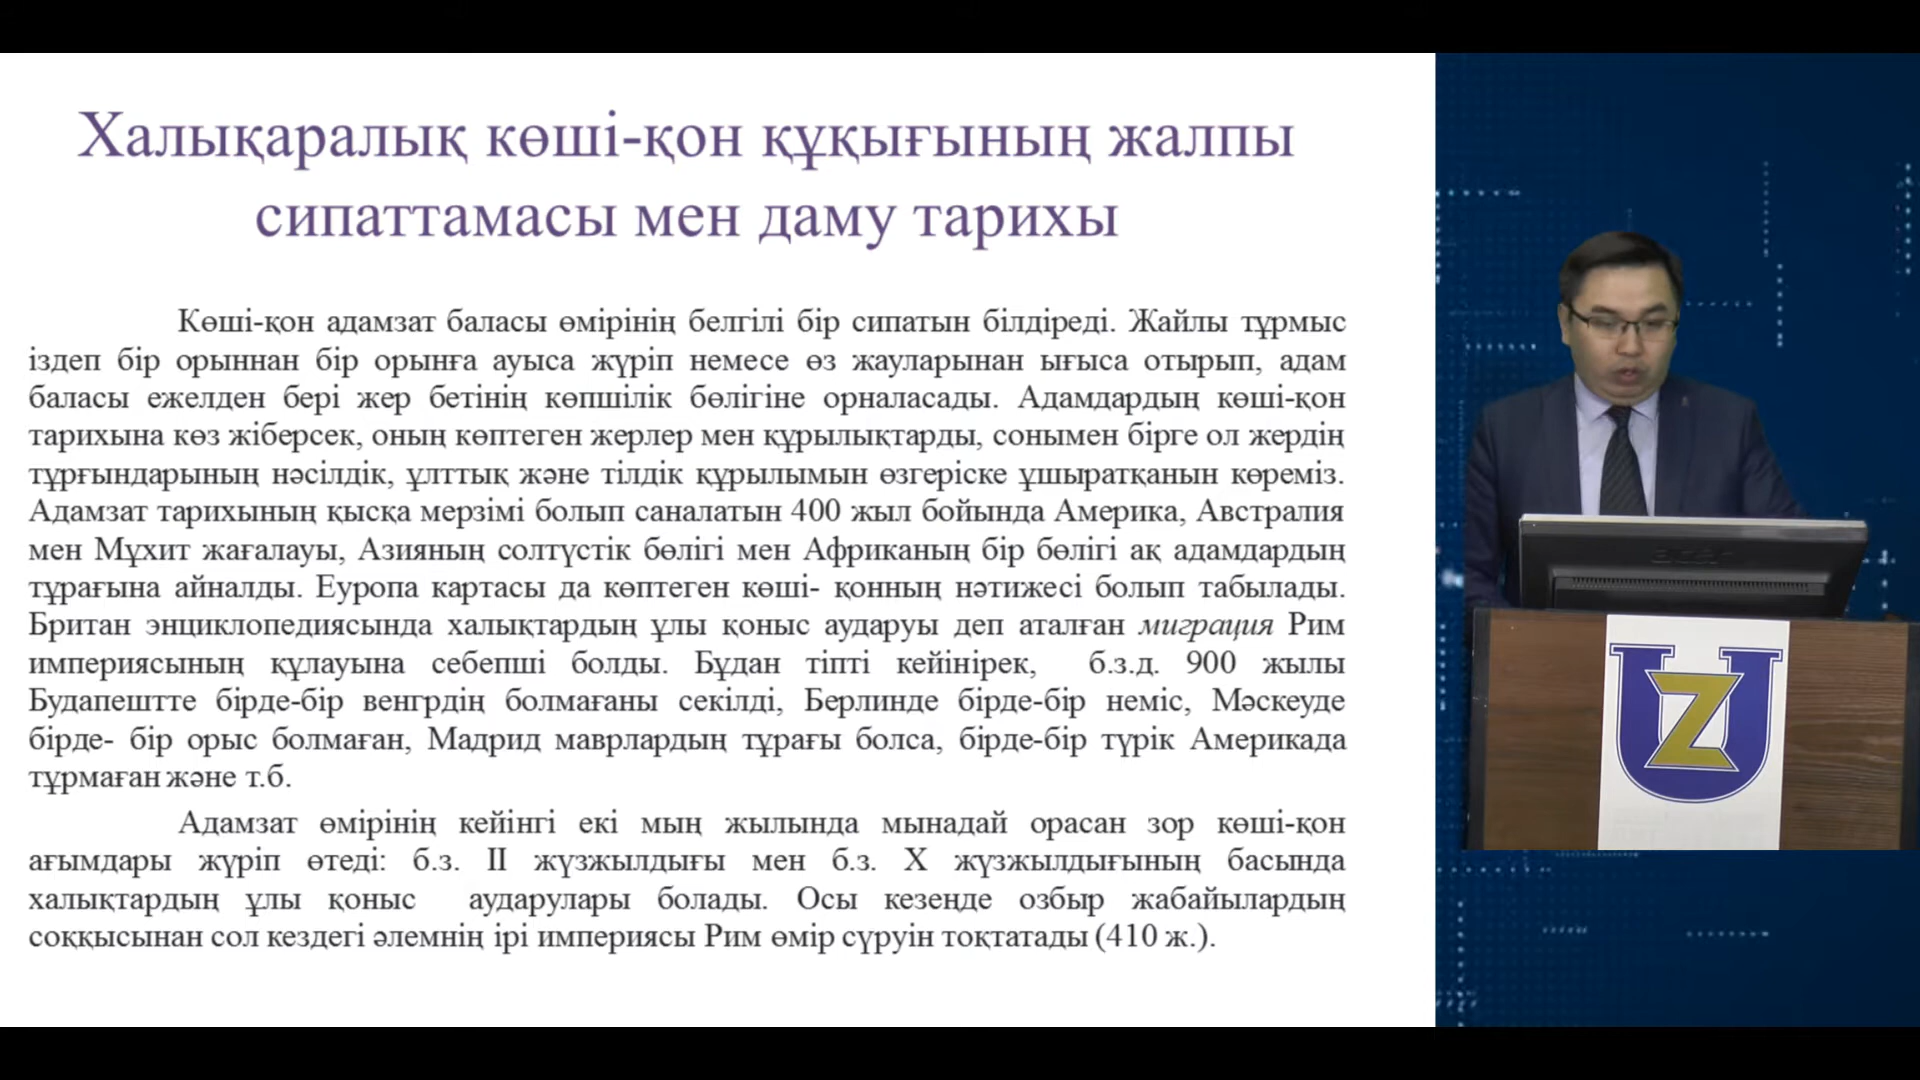 Халықаралық көші-қон құқығының жалпы
сипаттамасы мен даму тарихы
Көші-қон адамзат баласы өмірінің белгілі бір сипатын білдіреді. Жайлы тұрмыс
іздеп бір орыннан бір орынға ауыса жүріп немесе өз жауларынан ығыса отырып, адам
баласы ежелден бері жер бетінің көпшілік бөлігіне орналасады. Адамдардың көші-қон
тарихына көз жіберсек, оның көптеген жерлер мен құрылықтарды, сонымен бірге ол жердің
тұрғындарының нәсілдік, ұлттық және тілдік құрылымын өзгеріске ұшыратқанын көреміз.
Адамзат тарихының қысқа мерзімі болып саналатын 400 жыл бойында Америка, Австралия
мен Мұхит жағалауы, Азияның солтүстік бөлігі мен Африканың бір бөлігі ақ адамдардың
тұрағына айналды. Еуропа картасы да көптеген көші- қонның нәтижесі болып табылады.
Британ энциклопедиясында халықтардың ұлы қоныс аударуы деп аталған миграция Рим
империясының құлауына себепші болды. Бұдан тіпті кейінірек, б.з.д. 900 жылы
Будапештте бірде-бір венгрдің болмағаны секілді, Берлинде бірде-бір неміс, Мәскеуде
бірде- бір орыс болмаған, Мадрид маврлардың тұрағы болса, бірде-бір түрік Америкада
тұрмаған және т.б.
Адамзат өмірінің кейінгі екі мың жылында мынадай орасан зор көші-қон
ағымдары жүріп өтеді: б.з. II жүзжылдығы мен б.з. X жүзжылдығының басында
халықтардың ұлы қоныс аударулары болады. Осы кезеңде озбыр жабайылардың
соққысынан сол кездегі әлемнің ірі империясы Рим өмір сүруін тоқтатады (410 ж.).
acer
UZ